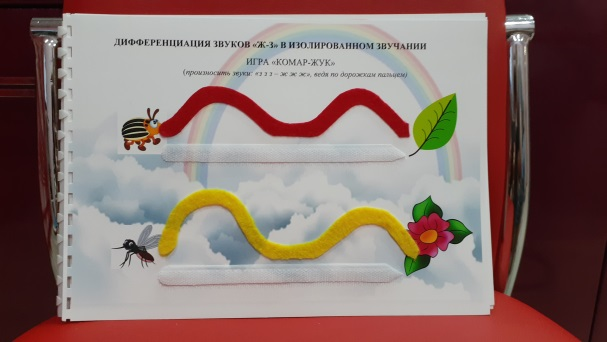 ДИФФЕРЕНЦИАЦИЯ ЗВУКОВ «Ж-З» В ИЗОЛИРОВАННОМ ЗВУЧАНИИ
ИГРА «КОМАР-ЖУК»
(произносить звуки: «з з з – ж ж ж», ведя по дорожкам пальцем)